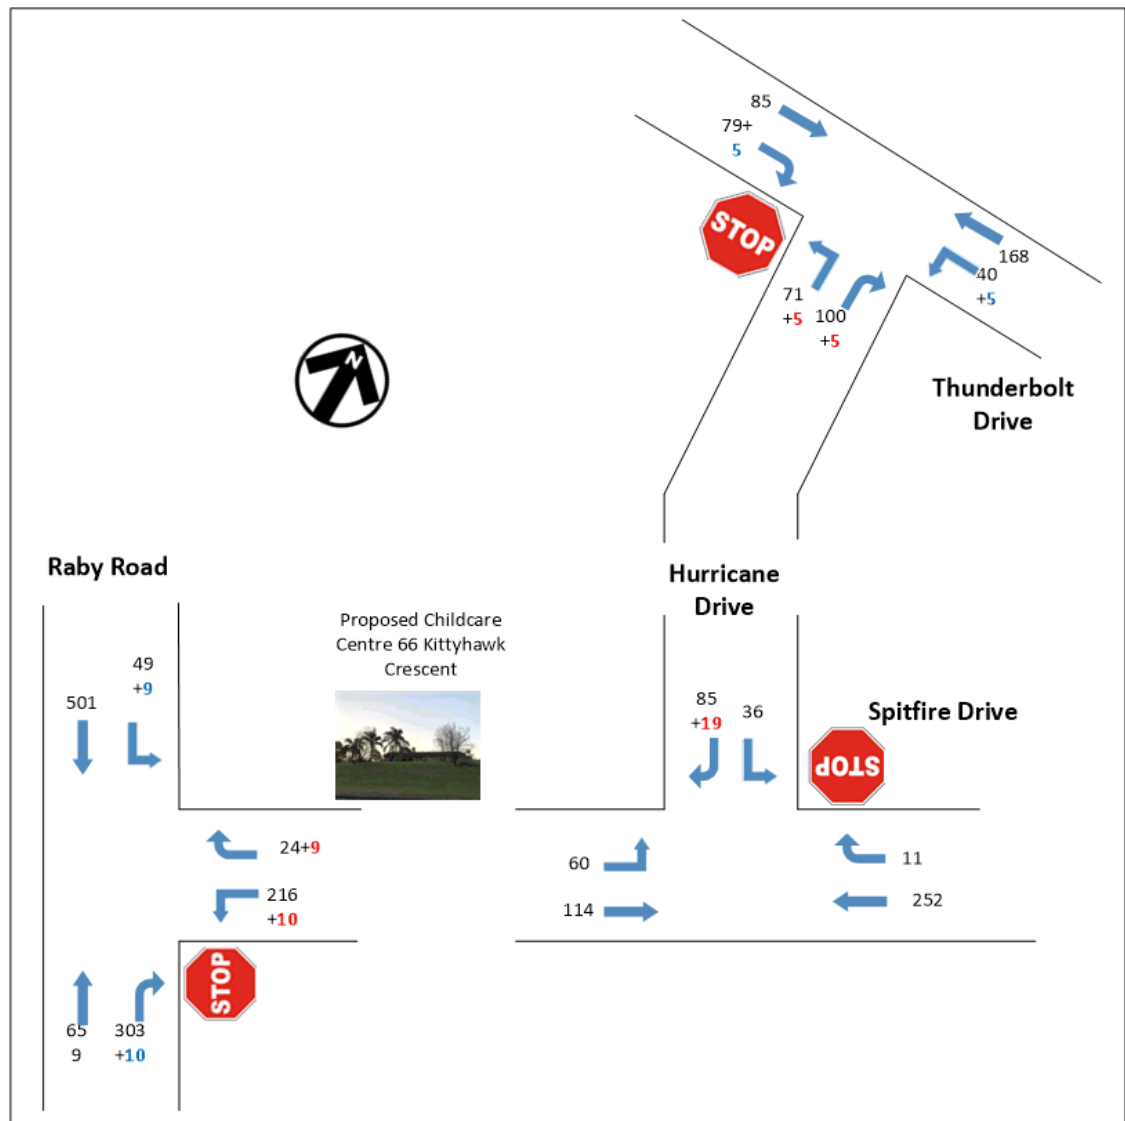 85
79+
5
STOP
168
40
+5
71
+5
100
+5
N
Thunderbolt
Drive
Raby Road
Hurricane
Drive
Proposed Childcare
Centre 66 Kittyhawk
Crescent
49
+9
501
85
+19
36
Spitfire Drive
STOP
24+9
216
+10
60
114
11
252
STOP
65
9
303
+10